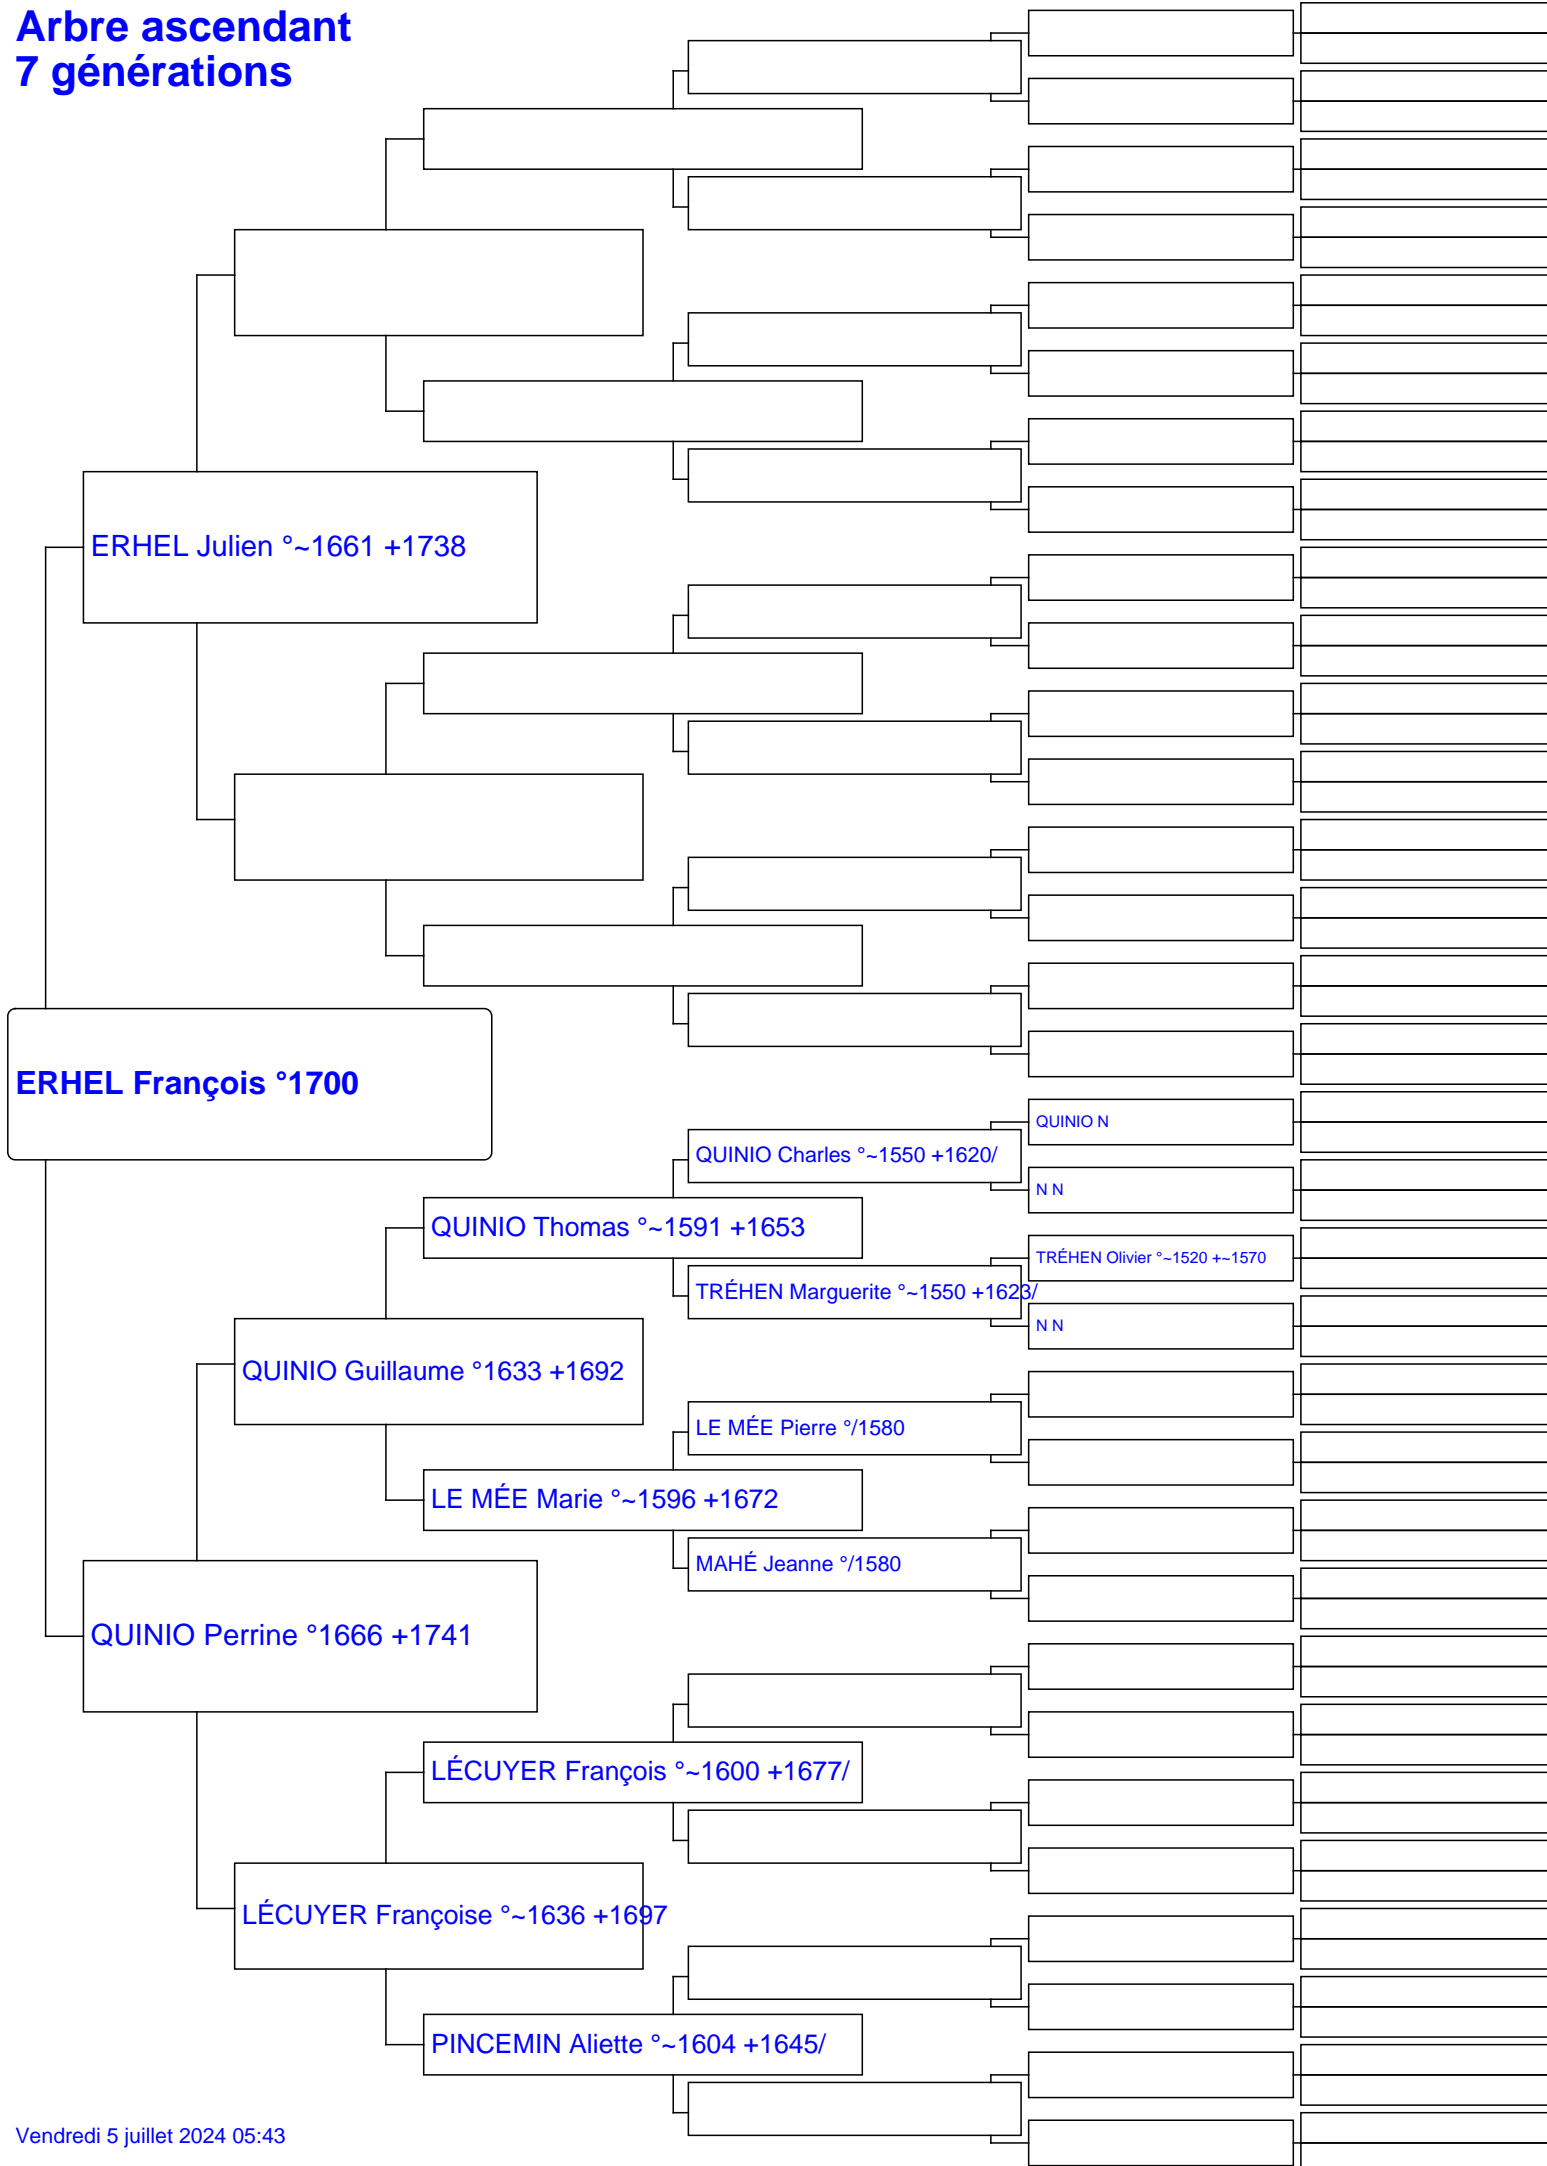 Arbre ascendant
7 générations
ERHEL Julien °~1661 +1738
ERHEL François °1700
QUINIO N
QUINIO Charles °~1550 +1620/
N N
QUINIO Thomas °~1591 +1653
TRÉHEN Olivier °~1520 +~1570
TRÉHEN Marguerite °~1550 +1623/
N N
QUINIO Guillaume °1633 +1692
LE MÉE Pierre °/1580
LE MÉE Marie °~1596 +1672
MAHÉ Jeanne °/1580
QUINIO Perrine °1666 +1741
LÉCUYER François °~1600 +1677/
LÉCUYER Françoise °~1636 +1697
PINCEMIN Aliette °~1604 +1645/
Vendredi 5 juillet 2024 05:43